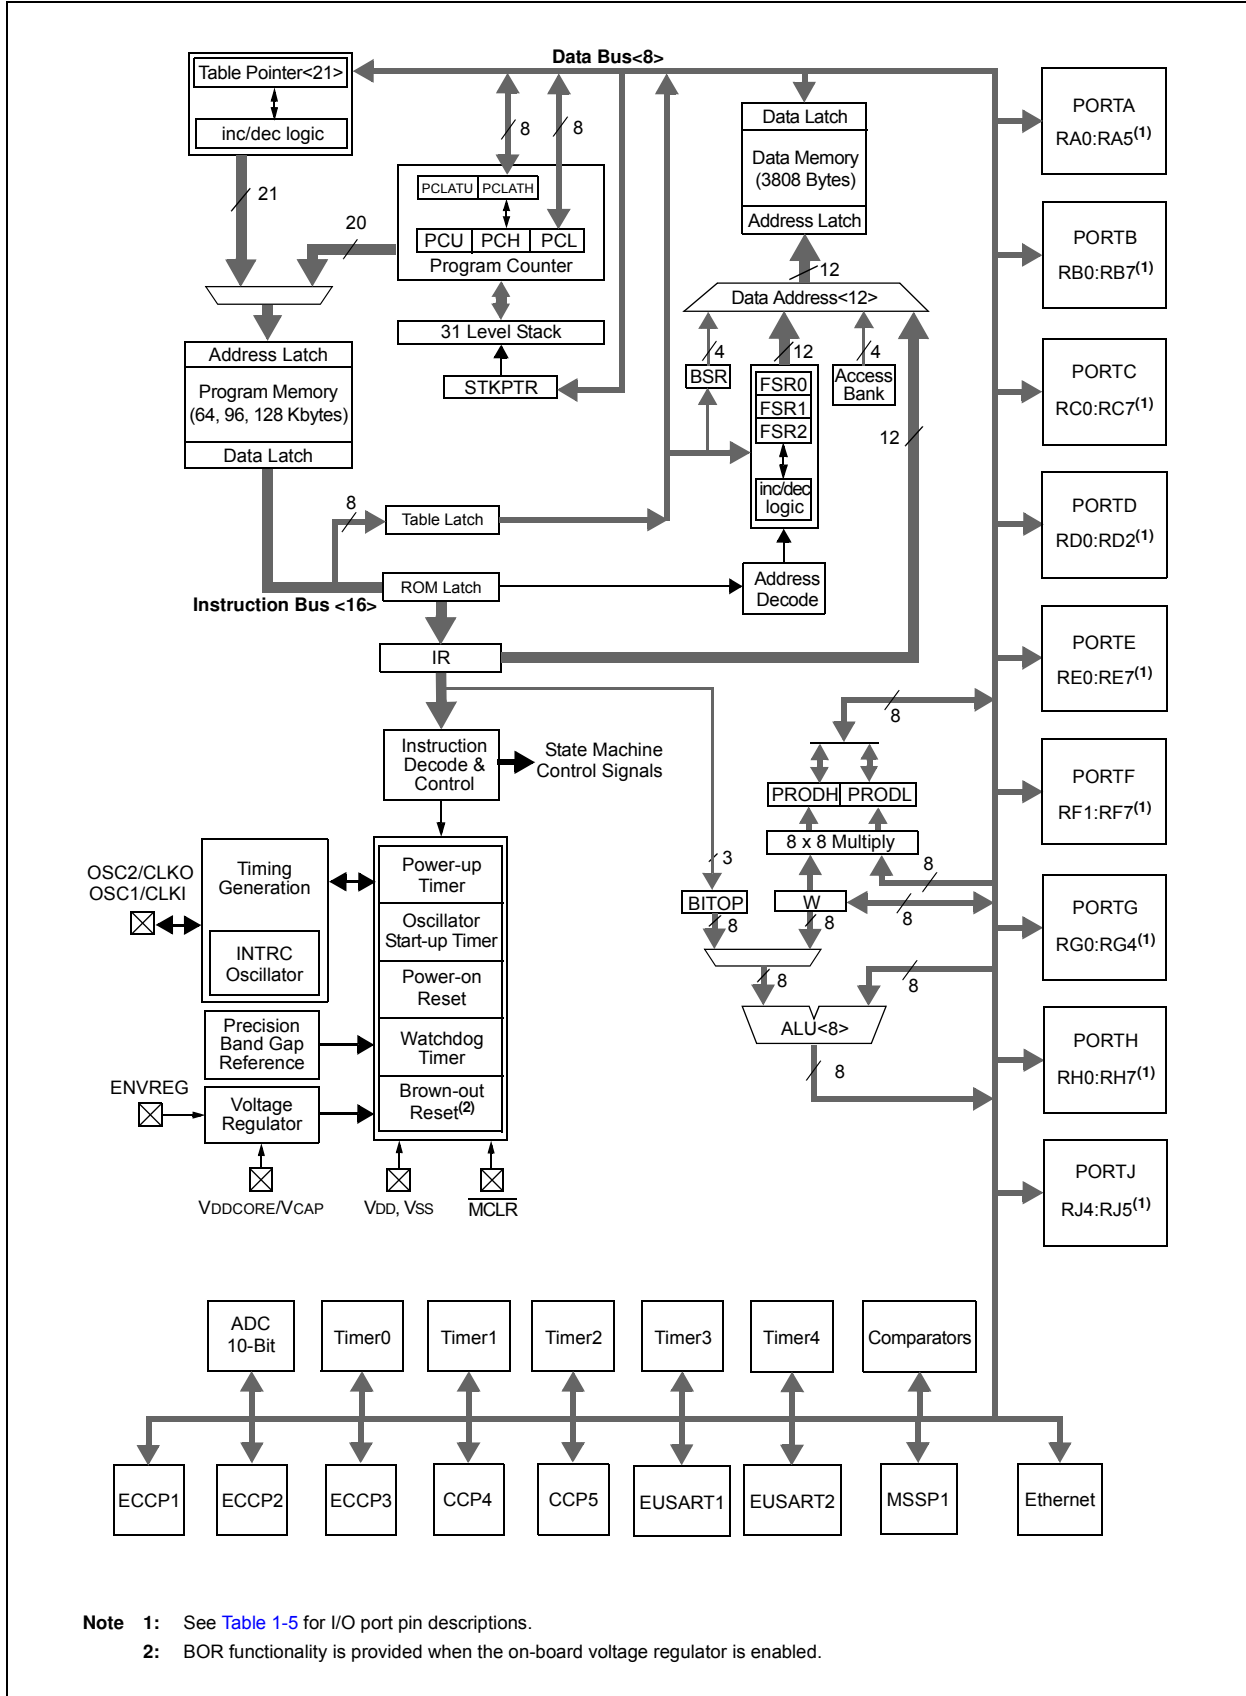 Data Bus<8>
Table Pointer<21>
inc/dec logic
21
20
8
8
PCLATU PCLATH
PCU PCH PCL
Program Counter
31 Level Stack
STKPTR
Data Latch
Data Memory
(3808 Bytes)
Address Latch
12
Data Address<12>
4
12
4
BSR
FSR0
FSR1
FSR2
inc/dec
logic
Access
Bank
12
Address Latch
Program Memory
(64, 96, 128 Kbytes)
Data Latch
8
Table Latch
ROM Latch
Instruction Bus <16>
Address
Decode
IR
Instruction
Decode &
Control
State Machine
Control Signals
8
PRODH PRODL
8 x 8 Multiply
3
8
BITOP
W
8
8
8
8
8
ALU<8>
8
OSC2/CLKO
OSC1/CLKI
Timing
Generation
INTRC
Oscillator
Power-up
Timer
Oscillator
Start-up Timer
Power-on
Reset
Watchdog
Timer
Brown-out
Reset(2)
Precision
Band Gap
Reference
ENVREG
Voltage
Regulator
VDDCORE/VCAP
VDD, VSS
MCLR
PORTA
RA0:RA5(1)
PORTB
RB0:RB7(1)
PORTC
RC0:RC7(1)
PORTD
RD0:RD2(1)
PORTE
RE0:RE7(1)
PORTF
RF1:RF7(1)
PORTG
RG0:RG4(1)
PORTH
RH0:RH7(1)
PORTJ
RJ4:RJ5(1)
ADC
10-Bit
Timer0
Timer1
Timer2
Timer3
Timer4
Comparators
ECCP1
ECCP2
ECCP3
CCP4
CCP5
EUSART1
EUSART2
MSSP1
Ethernet
Note 1: See Table 1-5 for I/O port pin descriptions.
2: BOR functionality is provided when the on-board voltage regulator is enabled.